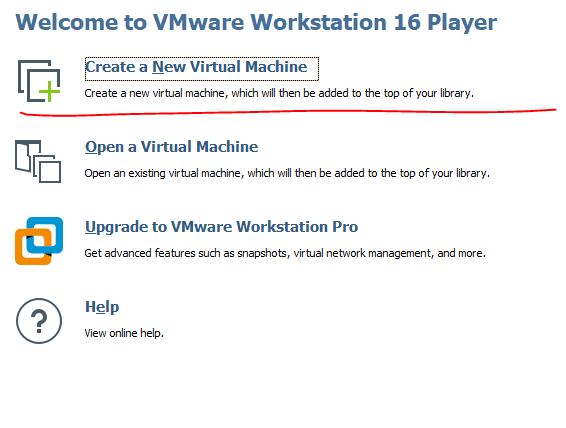 Welcome to VMware Workstation 16 Player
Create a New Virtual Machine
Create a new virtual machine, which will then be added to the top of your library.
Open a Virtual Machine
Open an existing virtual machine, which will then be added to the top of your library.
Upgrade to VMware Workstation Pro
Get advanced features such as snapshots, virtual network management, and more.
Help
View online help.